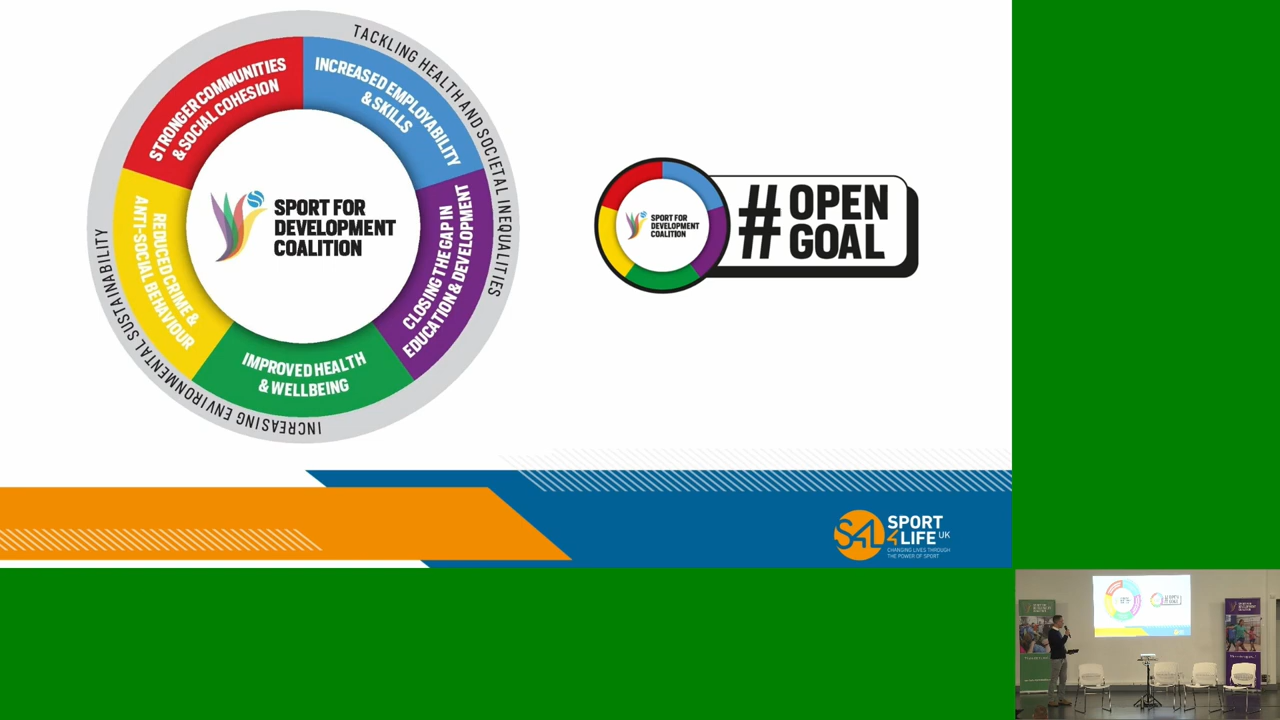 TACKLING HEALTH AND SOCIETAL INEQUALITIES
STRONGER COMMUNITIES
& SOCIAL COHESION
INCREASED EMPLOYABILITY
& SKILLS
CLOSING THE GAP IN
EDUCATION & DEVELOPMENT
IMPROVED HEALTH
& WELLBEING
REDUCED CRIME &
ANTI-SOCIAL BEHAVIOUR
INCREASING ENVIRONMENTAL SUSTAINABILITY
SPORT FOR
DEVELOPMENT
COALITION
SPORT FOR
DEVELOPMENT
COALITION
#OPEN
GOAL
S4L
SPORT
4LIFE UK
CHANGING LIVES THROUGH
THE POWER OF SPORT